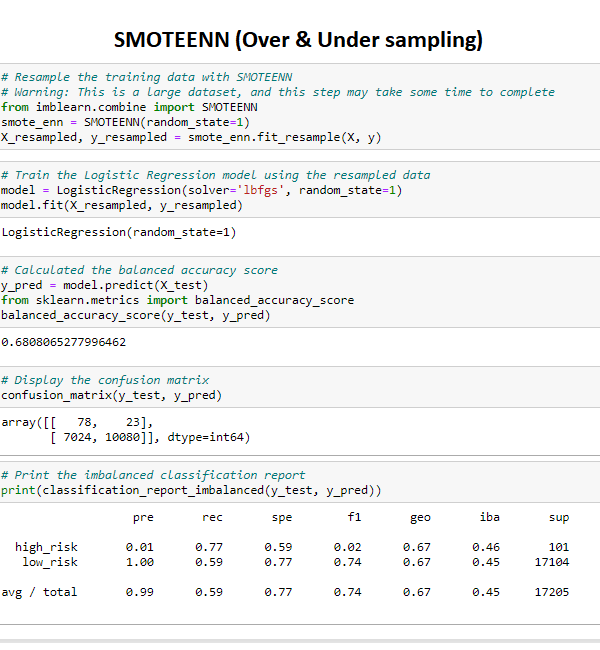 SMOTEENN (Over & Under sampling)
# Resample the training data with SMOTEENN
# Warning: This is a large dataset, and this step may take some time to complete
from imblearn.combine import SMOTEENN
smote_enn = SMOTEENN(random_state=1)
X_resampled, y_resampled = smote_enn.fit_resample(X, y)
# Train the Logistic Regression model using the resampled data
model = LogisticRegression(solver='lbfgs', random_state=1)
model.fit(X_resampled, y_resampled)
LogisticRegression(random_state=1)
# Calculated the balanced accuracy score
y_pred = model.predict(X_test)
from sklearn.metrics import balanced_accuracy_score
balanced_accuracy_score(y_test, y_pred)
0.6808065277996462
# Display the confusion matrix
confusion_matrix(y_test, y_pred)
array([[   78,    23],
       [ 7024, 10080]], dtype=int64)
# Print the imbalanced classification report
print(classification_report_imbalanced(y_test, y_pred))
pre rec spe f1 geo iba sup
high_risk 0.01 0.77 0.59 0.02 0.67 0.46 101
low_risk 1.00 0.59 0.77 0.74 0.67 0.45 17104
avg / total 0.99 0.59 0.77 0.74 0.67 0.45 17205